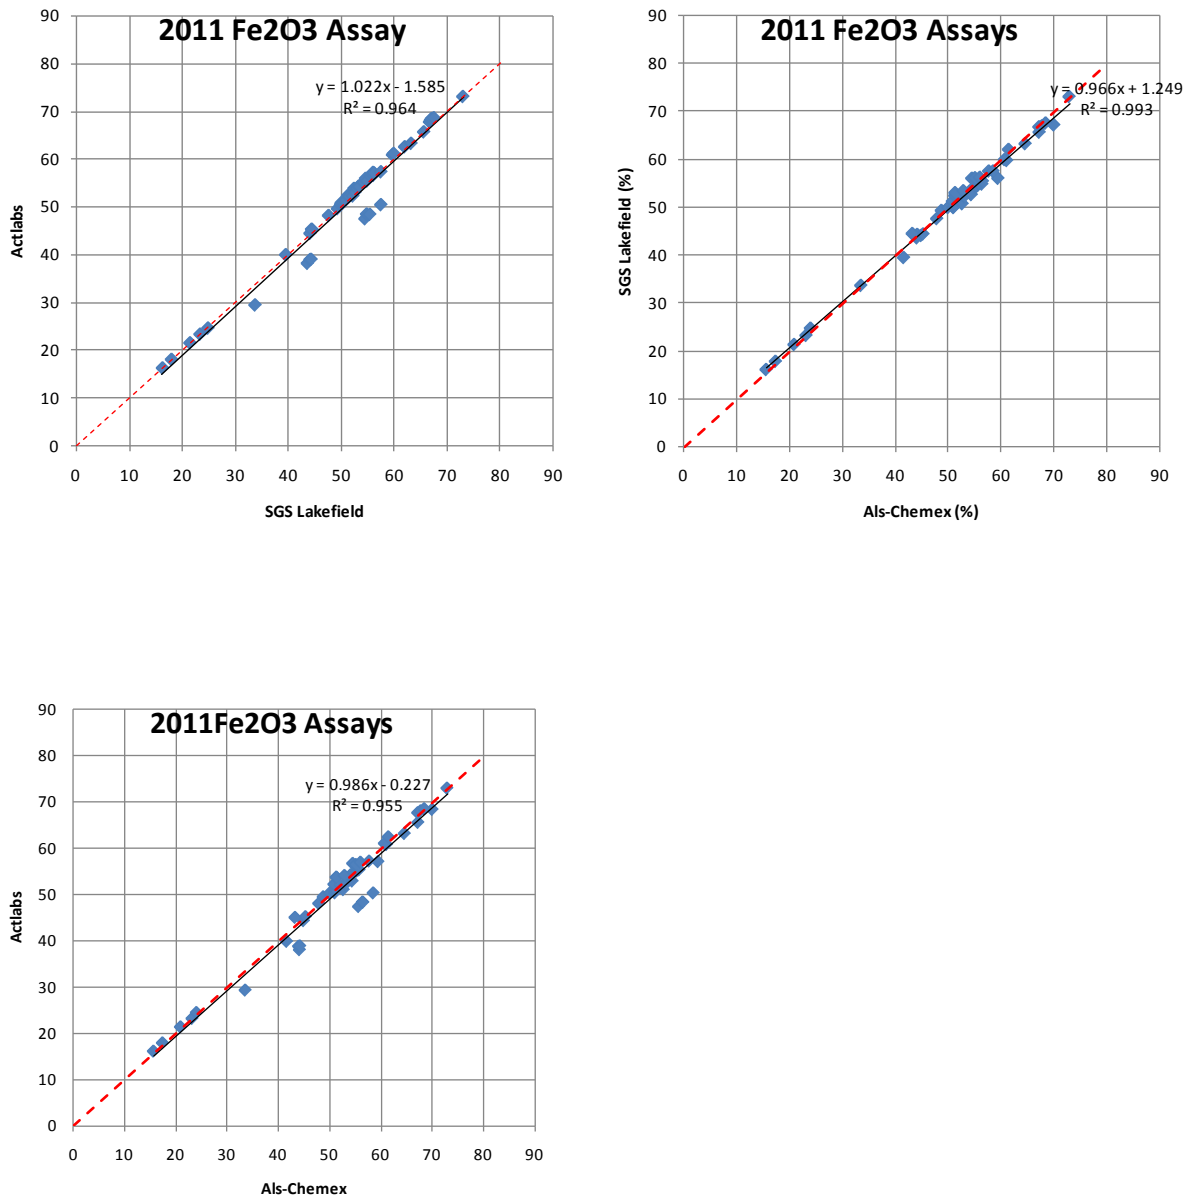 2011 Fe2O3 Assay
y = 1.022x - 1.585
R² = 0.964
90
80
70
60
50
40
30
20
10
0
Actlabs
0 10 20 30 40 50 60 70 80 90
SGS Lakefield
2011 Fe2O3 Assays
y = 0.966x + 1.249
R² = 0.993
90
80
70
60
50
40
30
20
10
0
SGS Lakefield (%)
0 10 20 30 40 50 60 70 80 90
Als-Chemex (%)
2011Fe2O3 Assays
y = 0.986x - 0.227
R² = 0.955
90
80
70
60
50
40
30
20
10
0
Actlabs
0 10 20 30 40 50 60 70 80 90
Als-Chemex